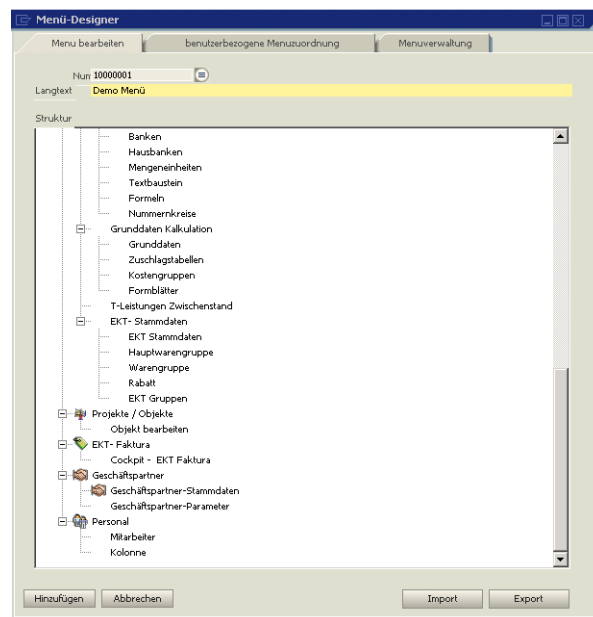 Menü-Designer
Menu bearbeiten benutzerbezogene Menuzuordnung Menuverwaltung
Num 10000001
Langtext Demo Menü
Struktur
Banken
Hausbanken
Mengeneinheiten
Textbaustein
Formeln
Nummernkreise
Grunddaten Kalkulation
Grunddaten
Zuschlagstabellen
Kostengruppen
Formblätter
T-Leistungen Zwischenstand
EKT- Stammdaten
EKT Stammdaten
Hauptwarengruppe
Warengruppe
Rabatt
EKT Gruppen
Projekte / Objekte
Objekt bearbeiten
EKT- Faktura
Cockpit - EKT Faktura
Geschäftspartner
Geschäftspartner-Stammdaten
Geschäftspartner-Parameter
Personal
Mitarbeiter
Kolonne
Hinzufügen Abbrechen Import Export